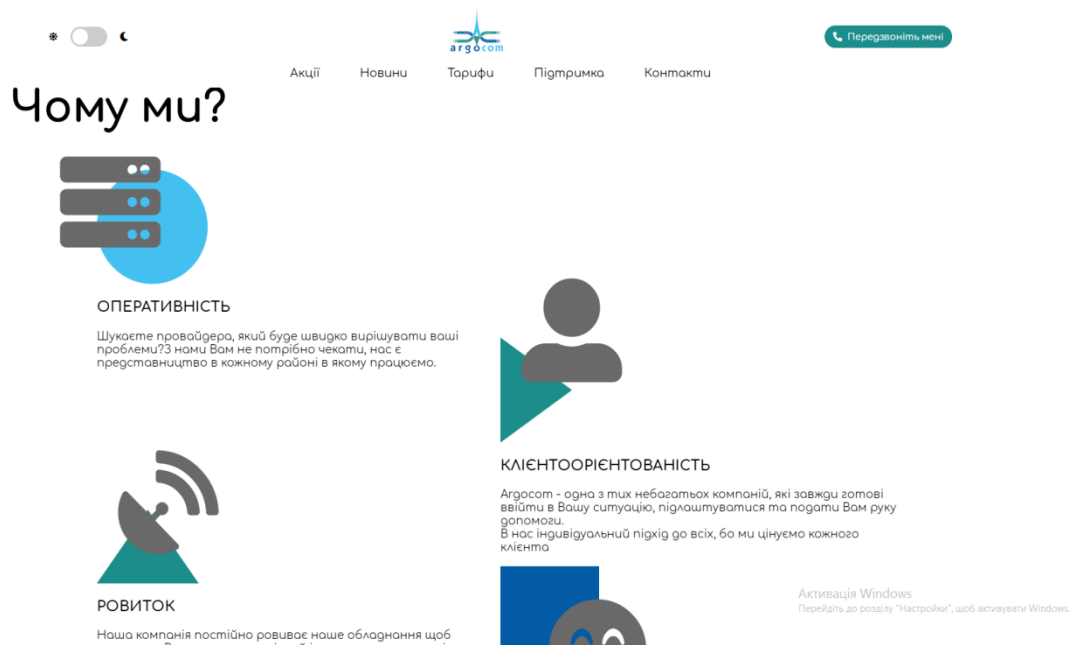 argocom
Передзвоніть мені
Акції Новини Тарифи Підтримка Контакти
Чому ми?
ОПЕРАТИВНІСТЬ
Шукаєте провайдера, який буде швидко вирішувати ваші
проблеми?З нами Вам не потрібно чекати, нас є
представництво в кожному районі в якому працюємо.
КЛІЄНТООРІЄНТОВАНІСТЬ
Argocom - одна з тих небагатьох компаній, які завжди готові
ввійти в Вашу ситуацію, підлаштуватися та подати Вам руку
допомоги.
В нас індивідуальний підхід до всіх, бо ми цінуємо кожного
клієнта
РОВИТОК
Наша компанія постійно ровиває наше обладнання щоб
Активація Windows
Перейдіть до розділу "Настройки", щоб активувати Windows.